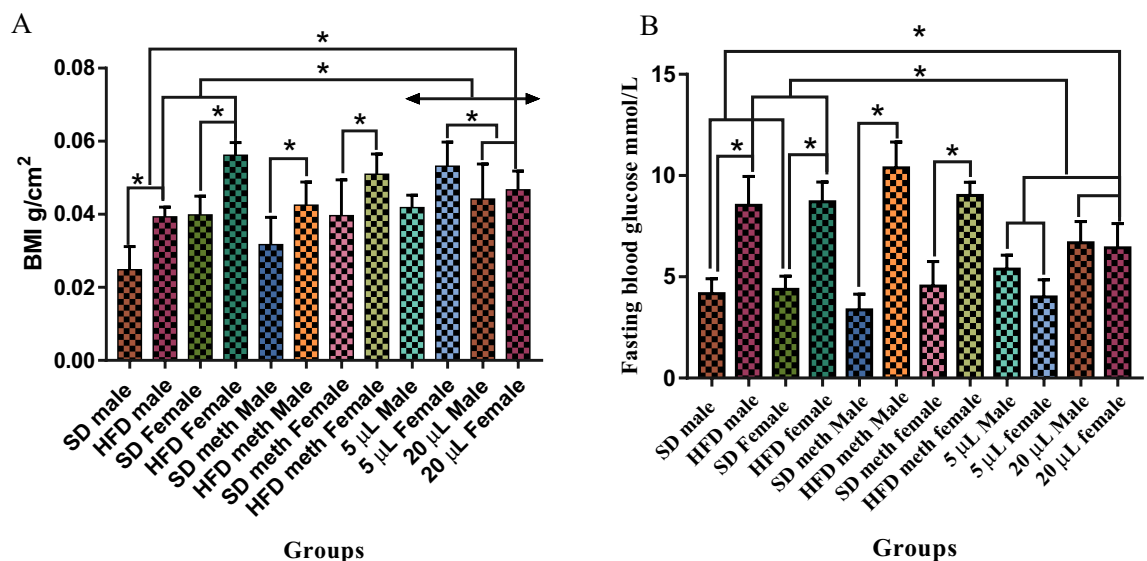 A
*
*
0.08
0.06
0.04
0.02
0.00
BMI g/cm²
*
*
*
*
*
SD male
HFD male
SD Female
HFD Female
SD meth Male
HFD meth Male
SD meth Female
HFD meth Female
5 μL Male
5 μL Female
20 μL Male
20 μL Female
Groups
B
*
*
15
10
5
0
Fasting blood glucose mmol/L
*
*
*
*
SD male
HFD male
SD Female
HFD female
SD meth Male
HFD meth Male
SD meth female
HFD meth female
5 μL Male
5 μL female
20 μL Male
20 μL female
Groups